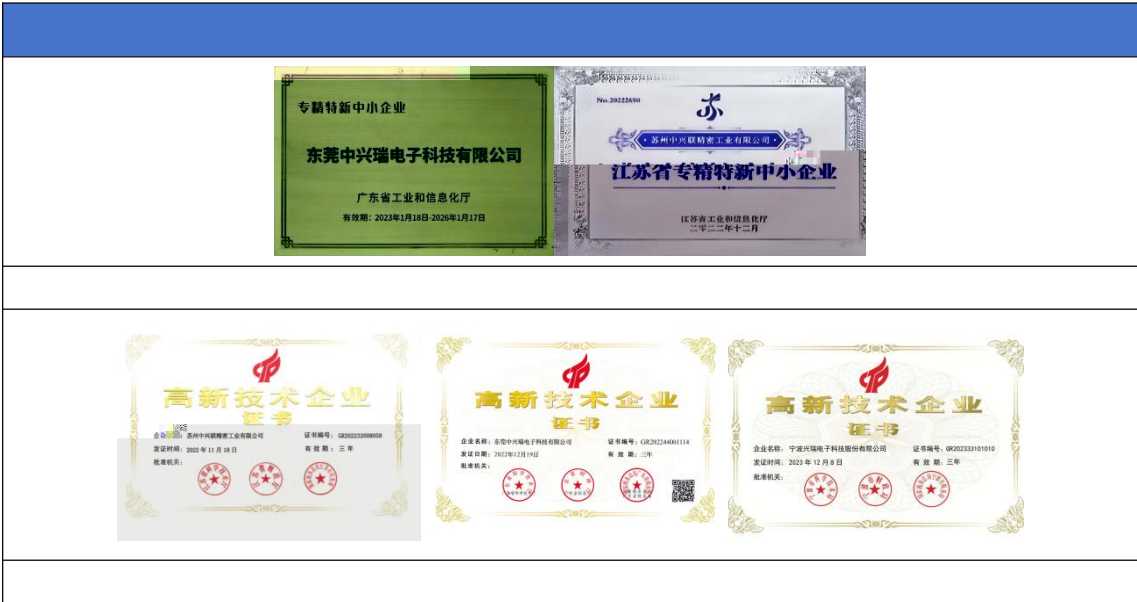 专精特新中小企业
东莞中兴瑞电子科技有限公司
广东省工业和信息化厅
有效期：2023年1月18日-2026年1月17日
No.20222690
苏
·苏州中兴联精密工业有限公司·
江苏省专精特新中小企业
江苏省工业和信息化厅
二零二二年十二月
高新技术企业
证书
苏州中兴联精密工业有限公司
证书编号：GR202232008058
发证时间：2022年11月18日
有效期：三年
批准机关：
高新技术企业
证书
企业名称：东莞中兴瑞电子科技有限公司
证书编号：GR202244001114
发证日期：2022年12月19日
有效期：三年
批准机关：
高新技术企业
证书
企业名称：宁波兴瑞电子科技股份有限公司
证书编号：GR202333101010
发证时间：2023年12月8日
有效期：三年
批准机关：